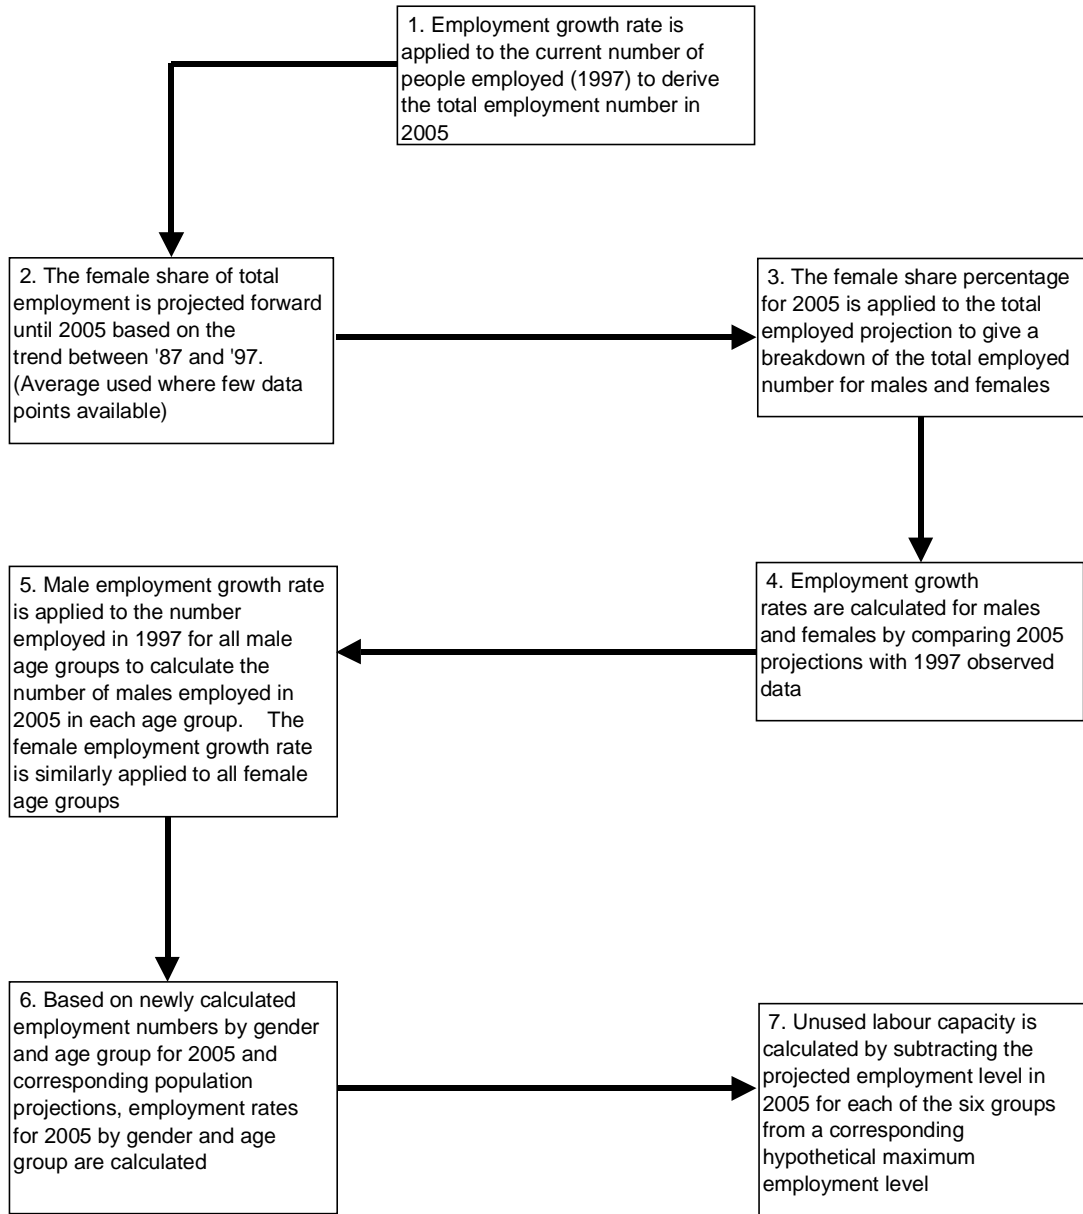 1. Employment growth rate is
applied to the current number of
people employed (1997) to derive
the total employment number in
2005
2. The female share of total
employment is projected forward
until 2005 based on the
trend between '87 and '97.
(Average used where few data
points available)
3. The female share percentage
for 2005 is applied to the total
employed projection to give a
breakdown of the total employed
number for males and females
4. Employment growth
rates are calculated for males
and females by comparing 2005
projections with 1997 observed
data
5. Male employment growth rate
is applied to the number
employed in 1997 for all male
age groups to calculate the
number of males employed in
2005 in each age group. The
female employment growth rate
is similarly applied to all female
age groups
6. Based on newly calculated
employment numbers by gender
and age group for 2005 and
corresponding population
projections, employment rates
for 2005 by gender and age
group are calculated
7. Unused labour capacity is
calculated by subtracting the
projected employment level in
2005 for each of the six groups
from a corresponding
hypothetical maximum
employment level